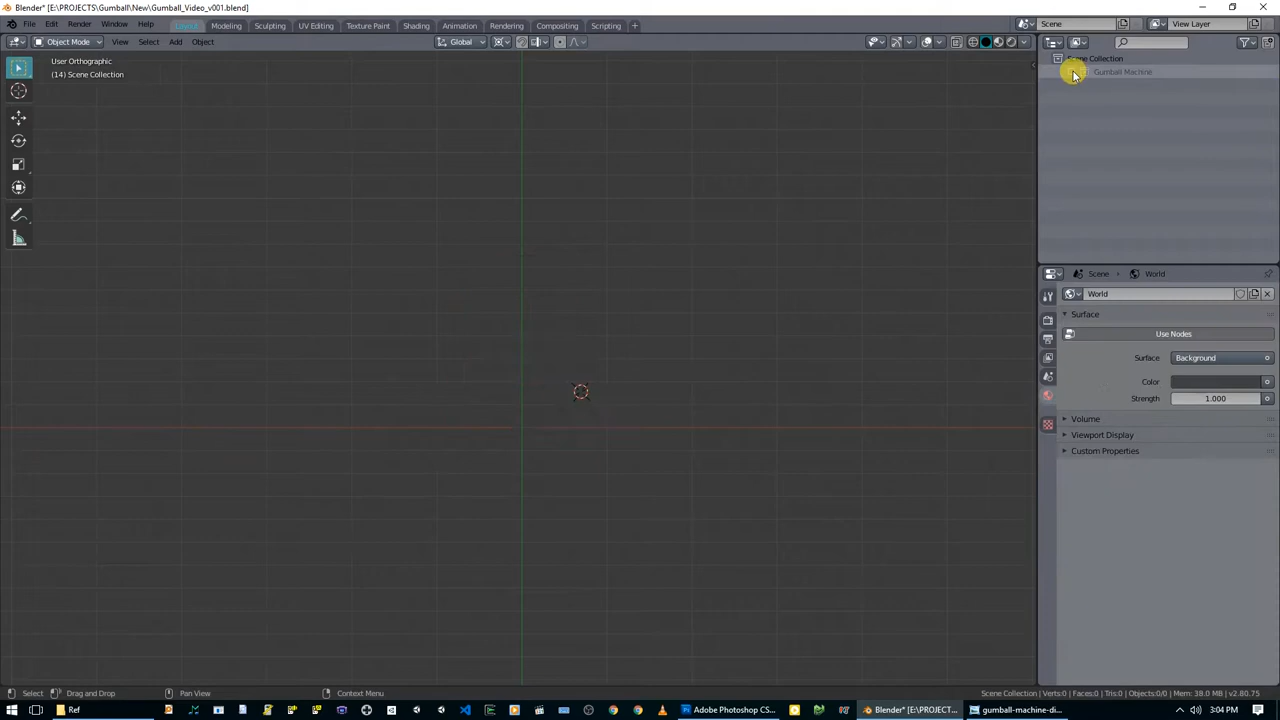 Blender* [E:\PROJECTS\Gumball\New\Gumball_Video_v001.blend]
File Edit Render Window Help Layout Modeling Sculpting UV Editing Texture Paint Shading Animation Rendering Compositing Scripting + Scene View Layer
Object Mode View Select Add Object Global
User Orthographic
(14) Scene Collection
Scene Collection
Gumball Machine
Scene › World
World
Surface
Use Nodes
Surface Background
Color
Strength 1.000
Volume
Viewport Display
Custom Properties
Select Drag and Drop Pan View Context Menu Scene Collection | Verts:0 | Faces:0 | Tris:0 | Objects:0/0 | Mem: 38.0 MB | v2.80.75
Ref Adobe Photoshop CS... Blender* [E:\PROJECT... gumball-machine-di... 3:04 PM